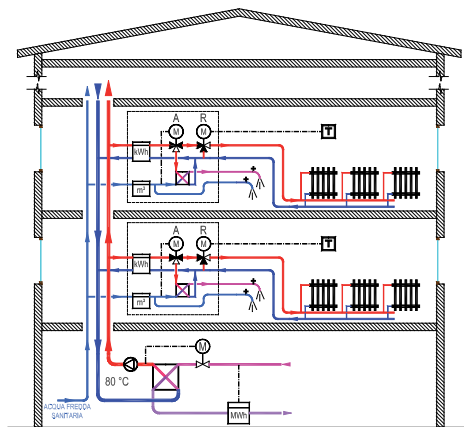 A R
M M
T
kWh
m³
A R
M M
T
kWh
m³
M
80 °C
ACQUA FREDDA
SANITARIA
MWh